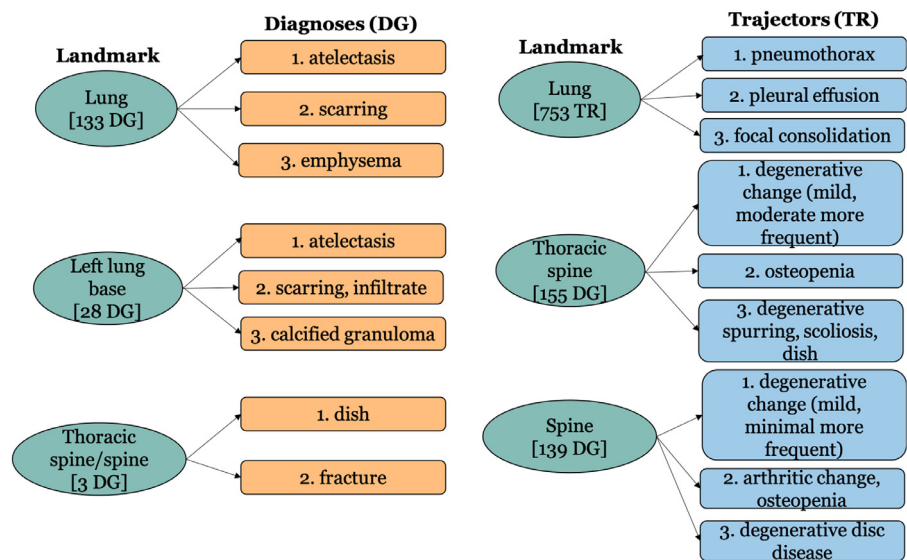 Diagnoses (DG)
Landmark
Lung
[133 DG]
1. atelectasis
2. scarring
3. emphysema
Left lung
base
[28 DG]
1. atelectasis
2. scarring, infiltrate
3. calcified granuloma
Thoracic
spine/spine
[3 DG]
1. dish
2. fracture
Trajectors (TR)
Landmark
Lung
[753 TR]
1. pneumothorax
2. pleural effusion
3. focal consolidation
Thoracic
spine
[155 DG]
1. degenerative
change (mild,
moderate more
frequent)
2. osteopenia
3. degenerative
spurring, scoliosis,
dish
Spine
[139 DG]
1. degenerative
change (mild,
minimal more
frequent)
2. arthritic change,
osteopenia
3. degenerative disc
disease